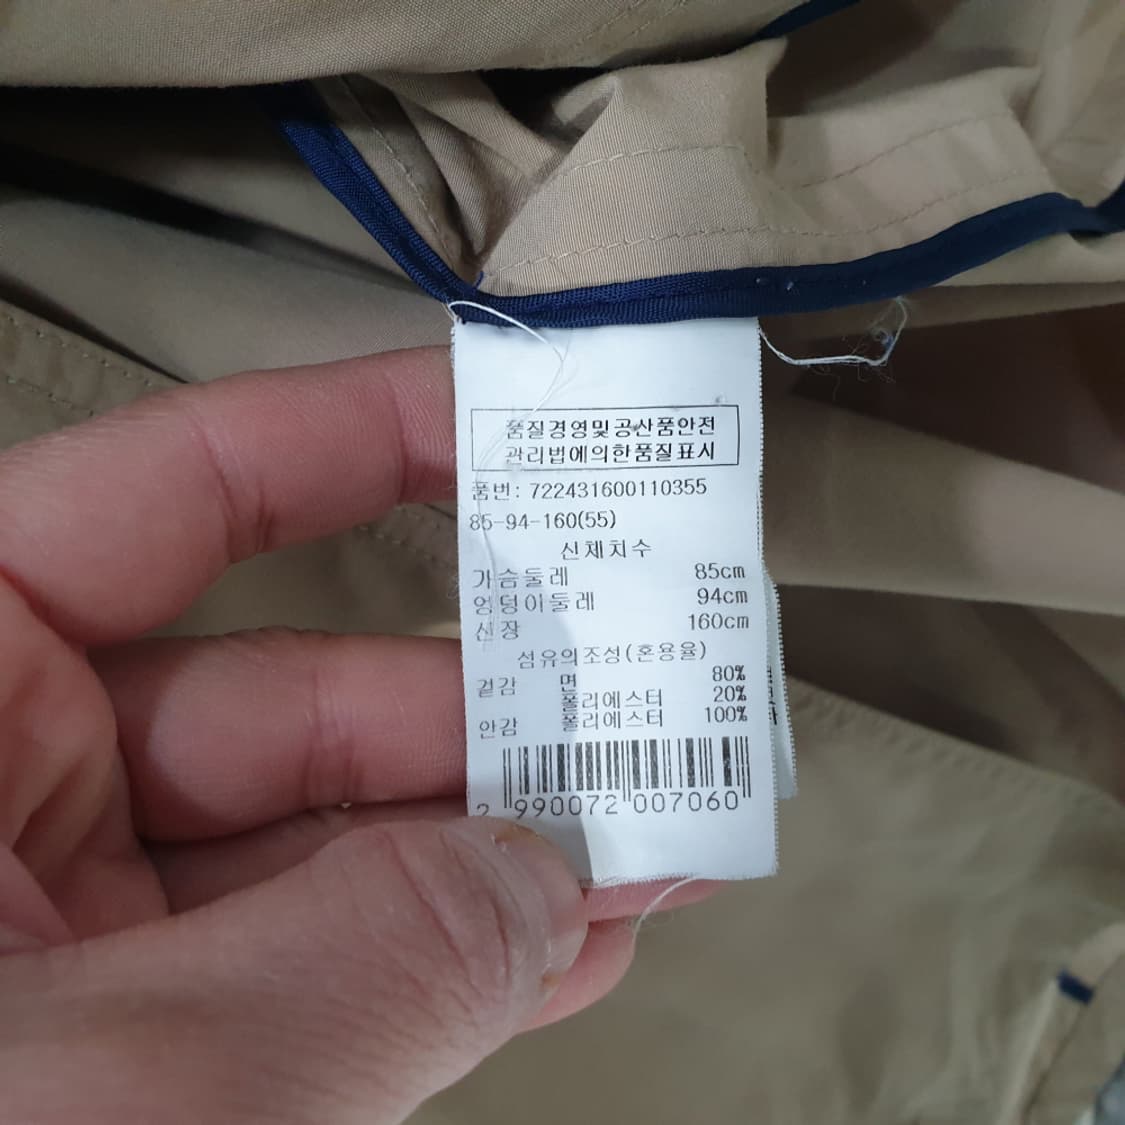 품질경영및공산품안전
관리법에의한품질표시
품번: 722431600110355
85-94-160(55)
신체치수
가슴둘레 85cm
엉덩이둘레 94cm
신장 160cm
섬유의조성(혼용율)
겉감 면 80%
폴리에스터 20%
안감 폴리에스터 100%
2 990072 007060